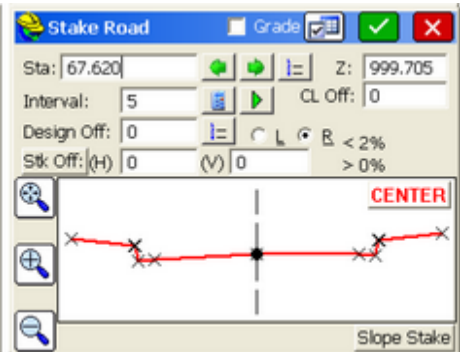 Stake Road Grade
Sta: 67.620 Z: 999.705
Interval: 5 CL Off: 0
Design Off: 0 L R < 2%
Stk Off: (H) 0 (V) 0 > 0%
CENTER
Slope Stake